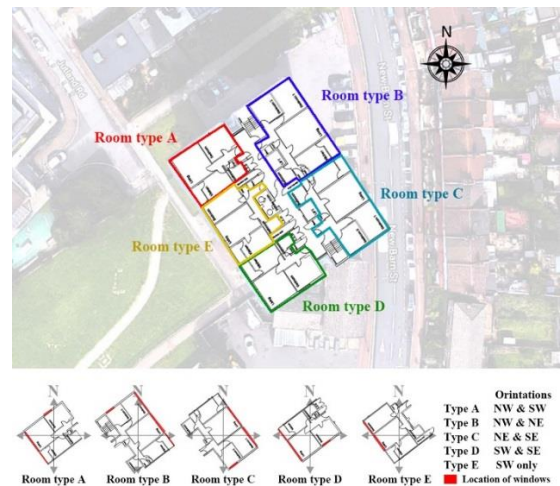 N
Room type B
Room type A
Room type C
Room type E
Room type D
N
N
N
N
N
Orintations
Type A NW & SW
Type B NW & NE
Type C NE & SE
Type D SW & SE
Type E SW only
Location of windows
Room type A
Room type B
Room type C
Room type D
Room type E